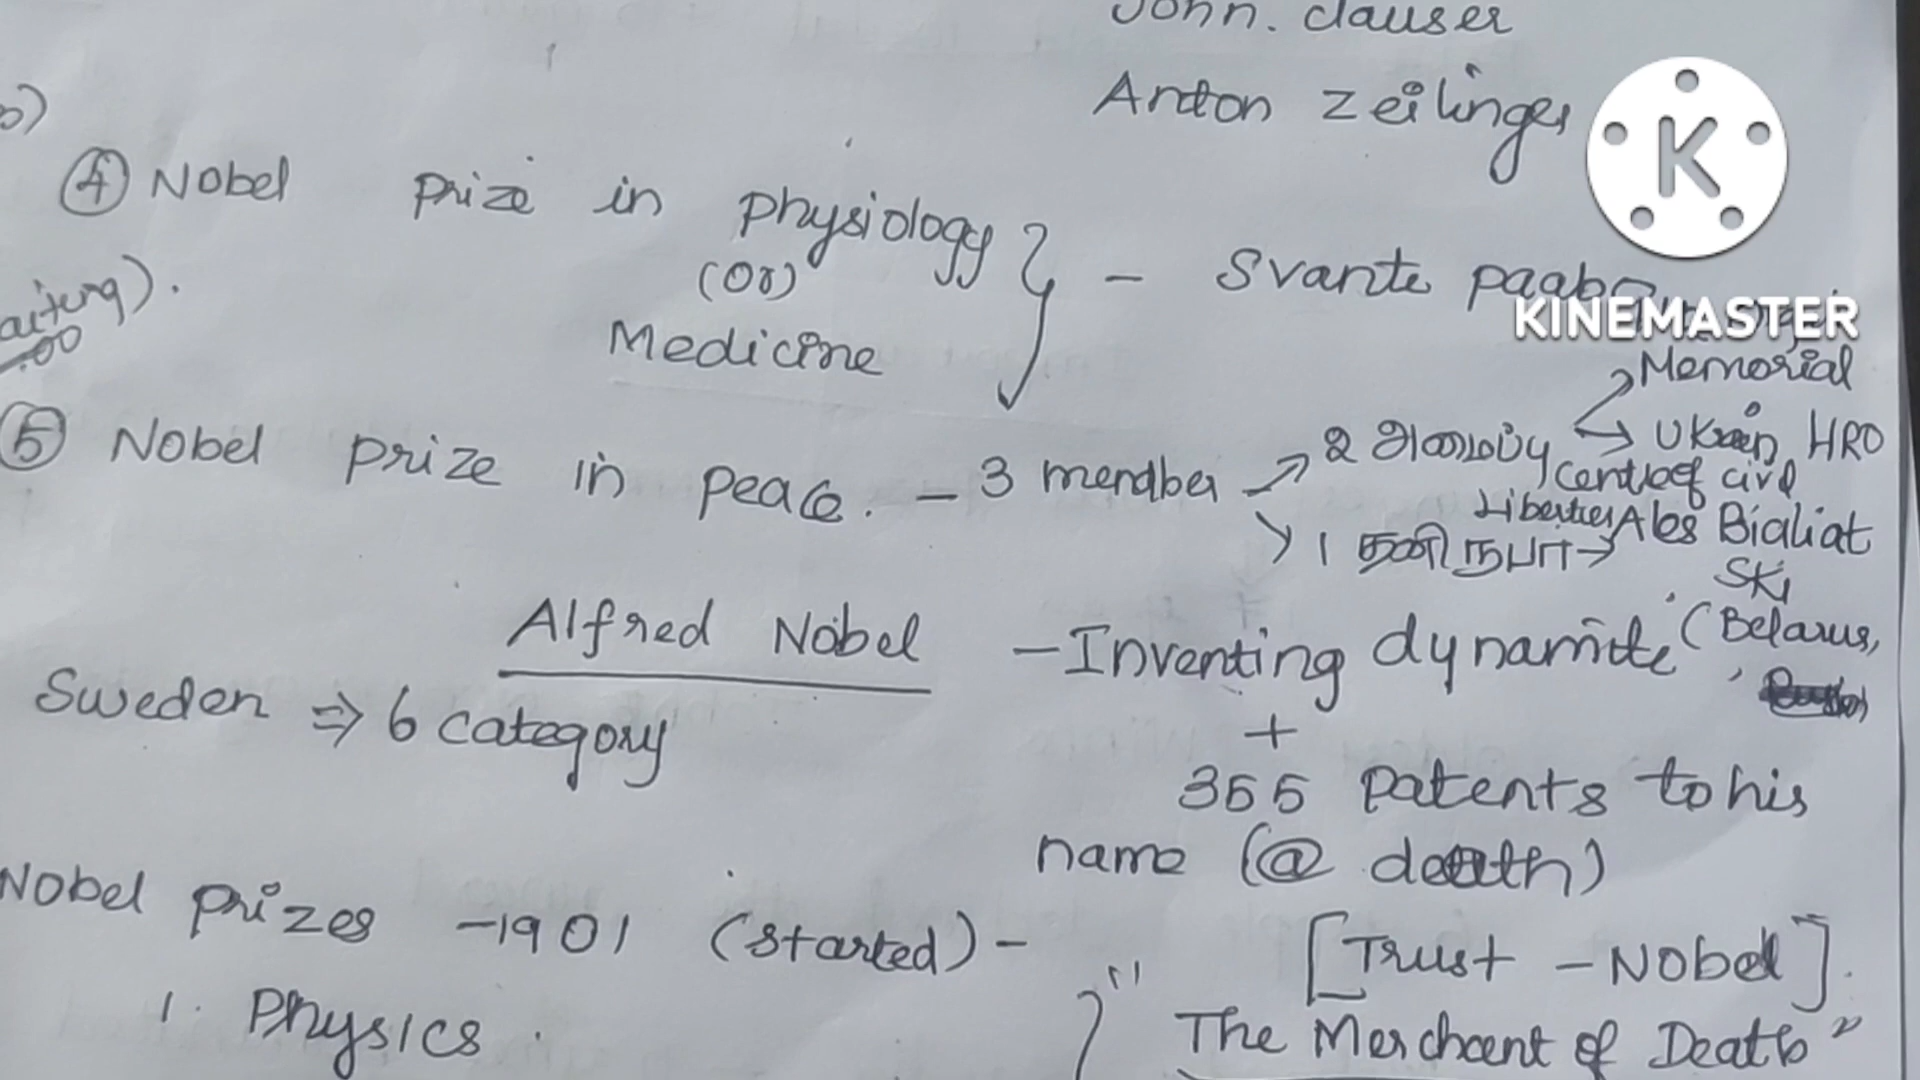 John. clauser
Anton Zeilinger
④ Nobel prize in physiology
(or) - Svante paabo
Medicine
KINEMASTER
Memorial
⑤ Nobel prize in peace. - 3 member
2 அமைப்பு
Ukrein HRO
Center of civil
Liberties
1 தனி நபர் → Ales Bialiat
ski
(Belarus,
Alfred Nobel - Inventing dynamite
Sweden ⇒ 6 category
+
355 patents to his
name (@ death)
Nobel prizes - 1901 (started) -
[Trust - Nobel].
1. Physics.
"The Merchant of Death"